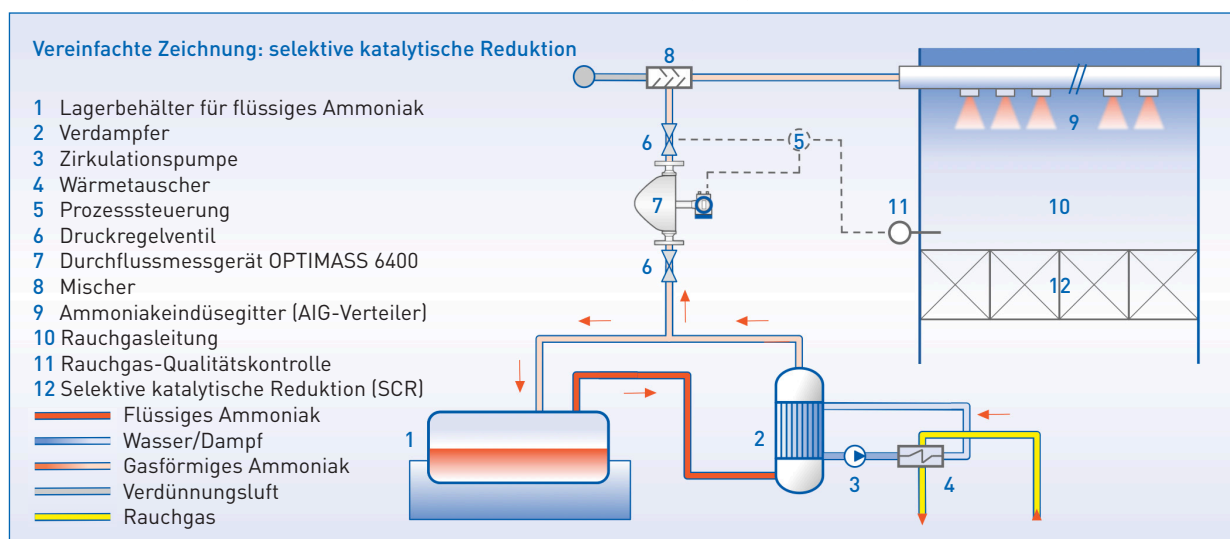 Vereinfachte Zeichnung: selektive katalytische Reduktion
1 Lagerbehälter für flüssiges Ammoniak
2 Verdampfer
3 Zirkulationspumpe
4 Wärmetauscher
5 Prozesssteuerung
6 Druckregelventil
7 Durchflussmessgerät OPTIMASS 6400
8 Mischer
9 Ammoniakeindüsegitter (AIG-Verteiler)
10 Rauchgasleitung
11 Rauchgas-Qualitätskontrolle
12 Selektive katalytische Reduktion (SCR)
Flüssiges Ammoniak
Wasser/Dampf
Gasförmiges Ammoniak
Verdünnungsluft
Rauchgas
8
9
6
5
7
11
10
6
12
1
2
3
4